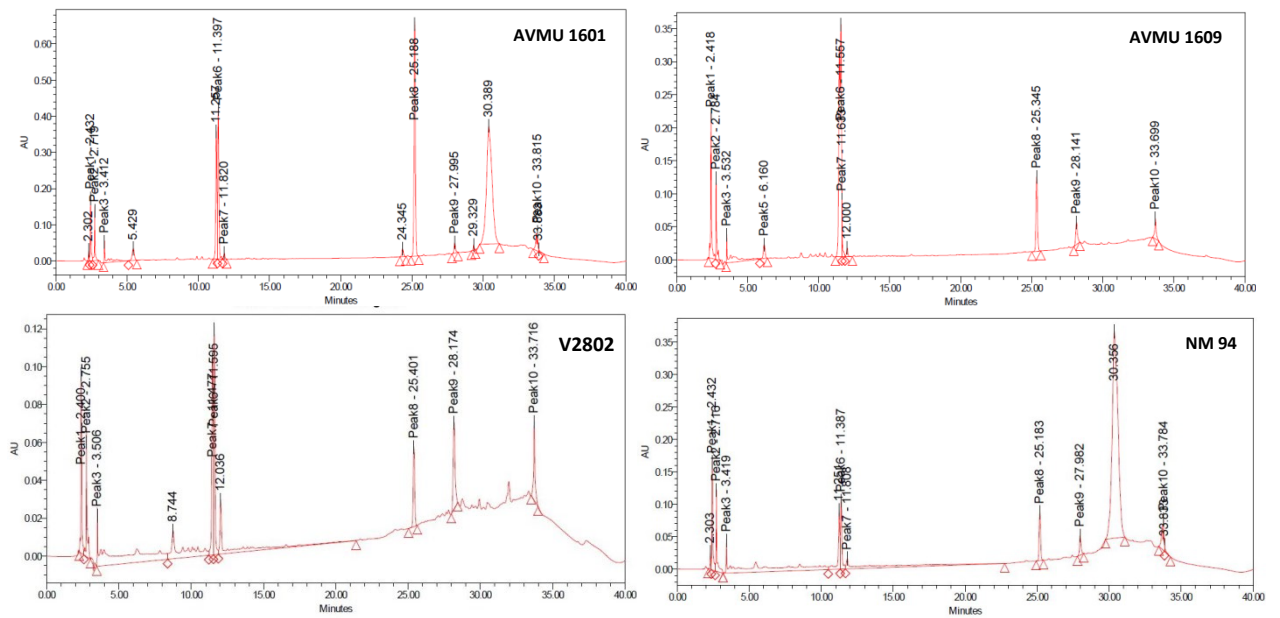 AVMU 1601
AU
0.60
0.50
0.40
0.30
0.20
0.10
0.00
2.302
Peak1 - 2.432
Peak2 - 2.719
Peak3 - 3.412
5.429
11.257
Peak6 - 11.397
Peak7 - 11.820
24.345
Peak8 - 25.188
Peak9 - 27.995
29.329
30.389
Peak10 - 33.815
0.00 5.00 10.00 15.00 20.00 25.00 30.00 35.00 40.00
Minutes
AVMU 1609
AU
0.35
0.30
0.25
0.20
0.15
0.10
0.05
0.00
Peak1 - 2.418
Peak2 - 2.784
Peak3 - 3.532
Peak5 - 6.160
Peak6 - 11.557
Peak7 - 11.633
12.000
Peak8 - 25.345
Peak9 - 28.141
Peak10 - 33.699
0.00 5.00 10.00 15.00 20.00 25.00 30.00 35.00 40.00
Minutes
V2802
AU
0.12
0.10
0.08
0.06
0.04
0.02
0.00
Peak1 - 2.400
Peak2 - 2.755
Peak3 - 3.506
8.744
12.036
Peak8 - 25.401
Peak9 - 28.174
Peak10 - 33.716
0.00 5.00 10.00 15.00 20.00 25.00 30.00 35.00 40.00
Minutes
NM 94
AU
0.35
0.30
0.25
0.20
0.15
0.10
0.05
0.00
2.303
Peak1 - 2.432
Peak3 - 3.419
11.251
Peak6 - 11.387
Peak7 - 11.808
Peak8 - 25.183
Peak9 - 27.982
30.356
Peak10 - 33.784
0.00 5.00 10.00 15.00 20.00 25.00 30.00 35.00 40.00
Minutes